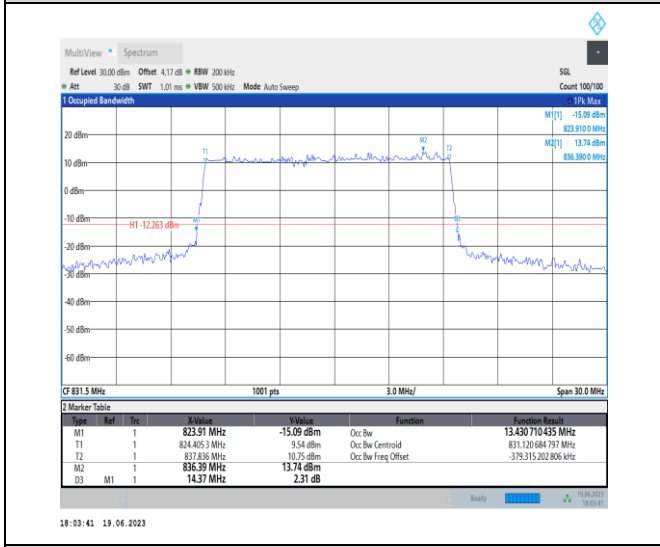 MultiView Spectrum
Ref Level 30.00 dBm Offset 4.17 dB RBW 200 kHz SGL
Att 30 dB SWT 1.01 ms VBW 500 kHz Mode Auto Sweep Count 100/100
1 Occupied Bandwidth 1Pk Max
M1[1] -15.09 dBm
823.910 0 MHz
M2[1] 13.74 dBm
836.390 0 MHz
M2
T1 T2
20 dBm
10 dBm
0 dBm
-10 dBm
M1 D3
H1 -12.263 dBm
-20 dBm
-30 dBm
-40 dBm
-50 dBm
-60 dBm
CF 831.5 MHz 1001 pts 3.0 MHz/ Span 30.0 MHz
2 Marker Table
Type Ref Trc X-Value Y-Value Function Function Result
M1 1 823.91 MHz -15.09 dBm Occ Bw 13.430 710 435 MHz
T1 1 824.405 3 MHz 9.54 dBm Occ Bw Centroid 831.120 684 797 MHz
T2 1 837.836 MHz 10.75 dBm Occ Bw Freq Offset -379.315 202 806 kHz
M2 1 836.39 MHz 13.74 dBm
D3 M1 1 14.37 MHz 2.31 dB
Ready 19.06.2023
18:03:41
18:03:41 19.06.2023